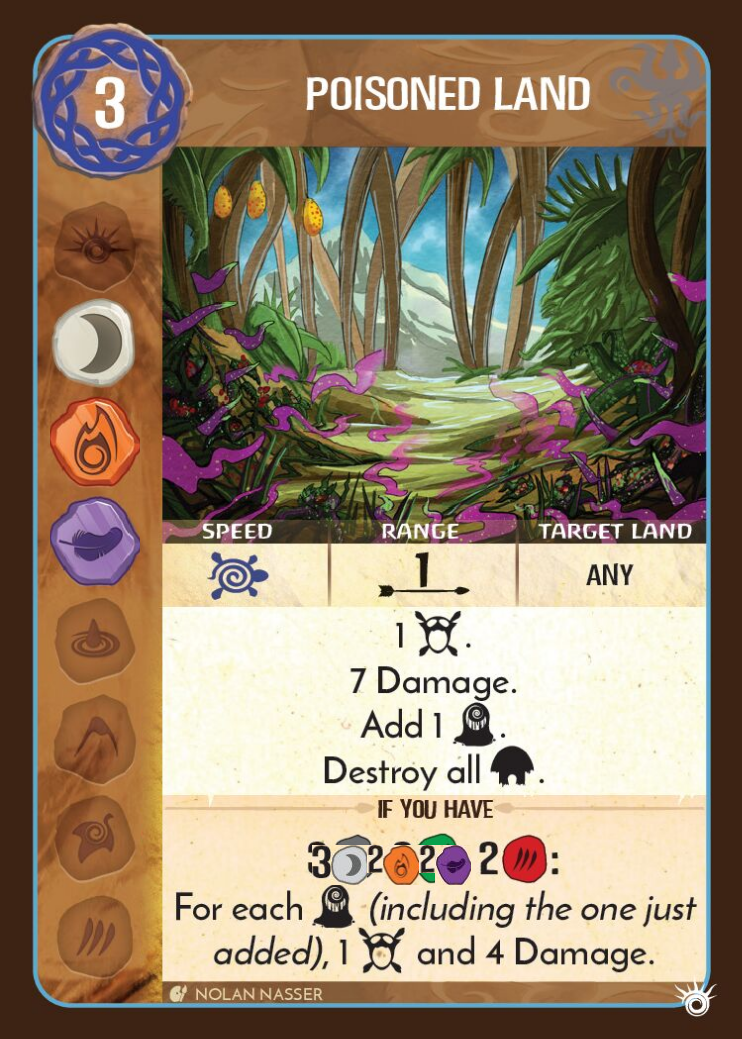 3
POISONED LAND
SPEED
RANGE
TARGET LAND
1
ANY
1 .
7 Damage.
Add 1 .
Destroy all .
IF YOU HAVE
3 2 2 2 :
For each (including the one just
added), 1 and 4 Damage.
NOLAN NASSER